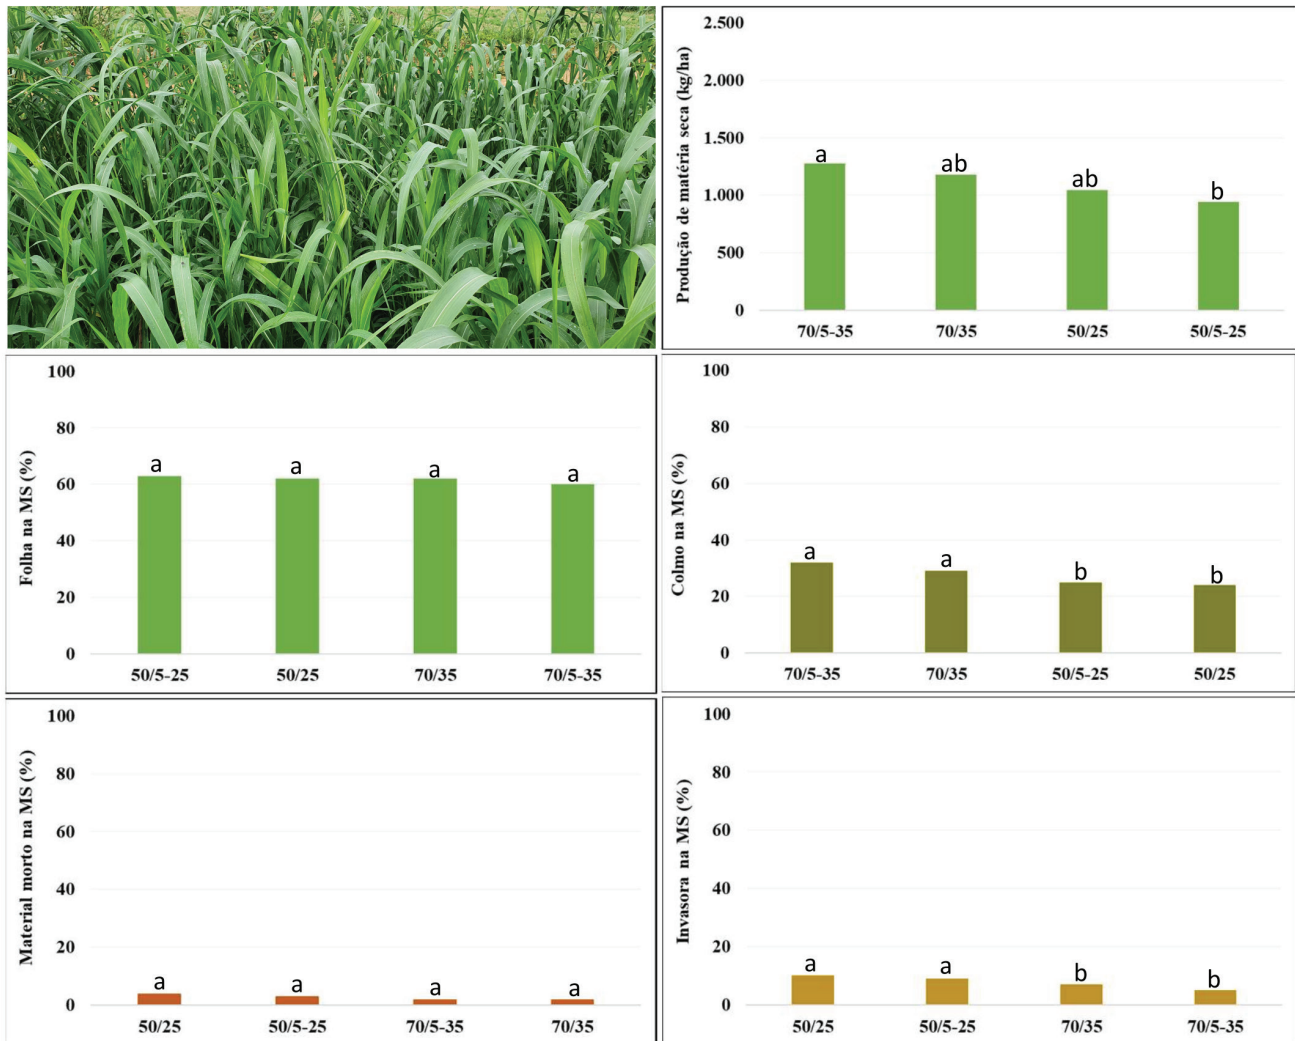 Produção de matéria seca (kg/ha)
2.500
2.000
1.500
1.000
500
0
a
ab
ab
b
70/5-35
70/35
50/25
50/5-25
Folha na MS (%)
100
80
60
40
20
0
a
a
a
a
50/5-25
50/25
70/35
70/5-35
Colmo na MS (%)
100
80
60
40
20
0
a
a
b
b
70/5-35
70/35
50/5-25
50/25
Material morto na MS (%)
100
80
60
40
20
0
a
a
a
a
50/25
50/5-25
70/5-35
70/35
Invasora na MS (%)
100
80
60
40
20
0
a
a
b
b
50/25
50/5-25
70/35
70/5-35